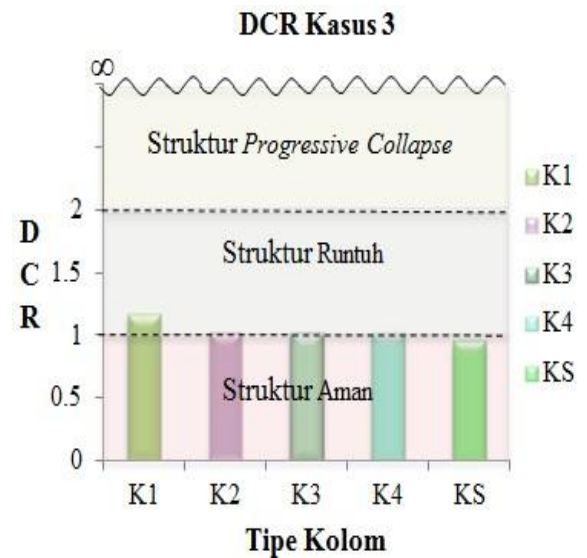 DCR Kasus 3
∞
Struktur Progressive Collapse
2
Struktur Runtuh
1.5
1
Struktur Aman
0.5
0
D
C
R
K1 K2 K3 K4 KS
Tipe Kolom
K1
K2
K3
K4
KS